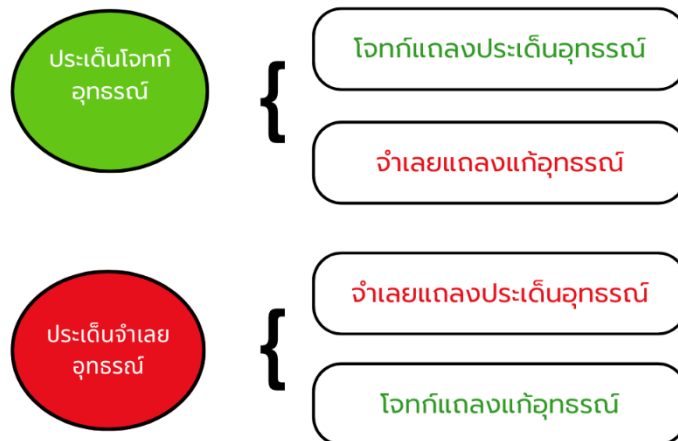 ประเด็นโจทก์
อุทธรณ์
{
โจทก์แถลงประเด็นอุทธรณ์
จำเลยแถลงแก้อุทธรณ์
ประเด็นจำเลย
อุทธรณ์
{
จำเลยแถลงประเด็นอุทธรณ์
โจทก์แถลงแก้อุทธรณ์